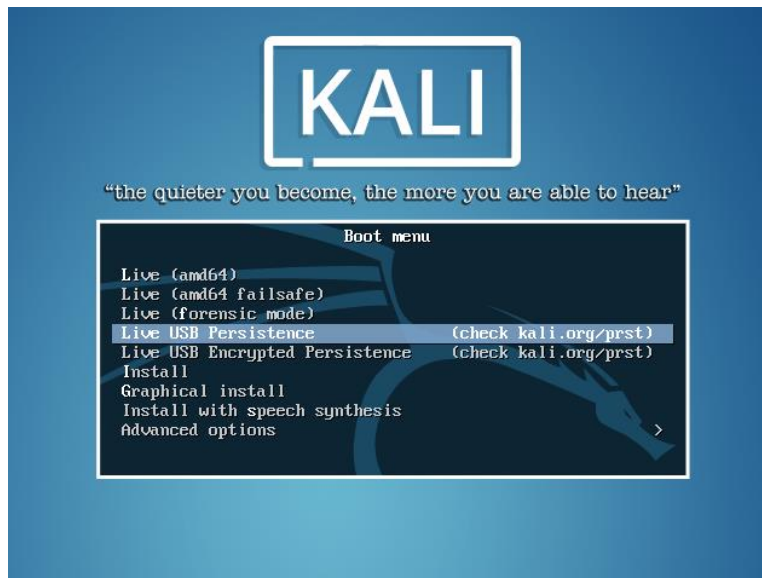 KALI
“the quieter you become, the more you are able to hear”
Boot menu
Live (amd64)
Live (amd64 failsafe)
Live (forensic mode)
Live USB Persistence (check kali.org/prst)
Live USB Encrypted Persistence (check kali.org/prst)
Install
Graphical install
Install with speech synthesis
Advanced options >